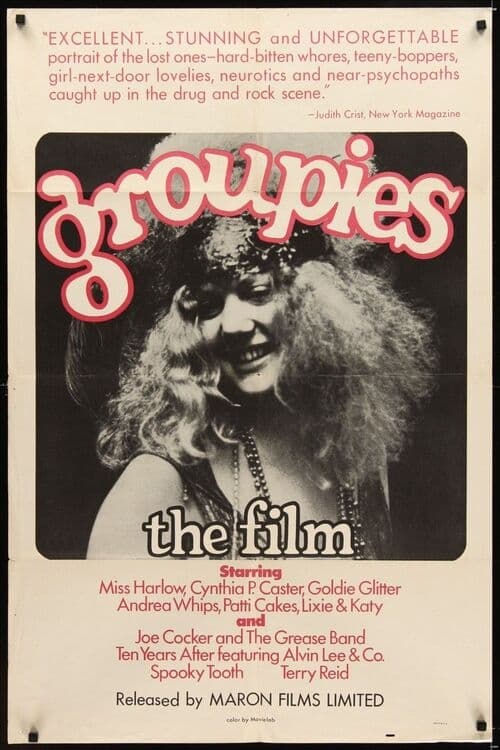 "EXCELLENT...STUNNING and UNFORGETTABLE
portrait of the lost ones—hard-bitten whores, teeny-boppers,
girl-next-door lovelies, neurotics and near-psychopaths
caught up in the drug and rock scene."
—Judith Crist, New York Magazine
groupies
the film
Starring
Miss Harlow, Cynthia P. Caster, Goldie Glitter
Andrea Whips, Patti Cakes, Lixie & Katy
and
Joe Cocker and The Grease Band
Ten Years After featuring Alvin Lee & Co.
Spooky Tooth Terry Reid
Released by MARON FILMS LIMITED
color by Movielab